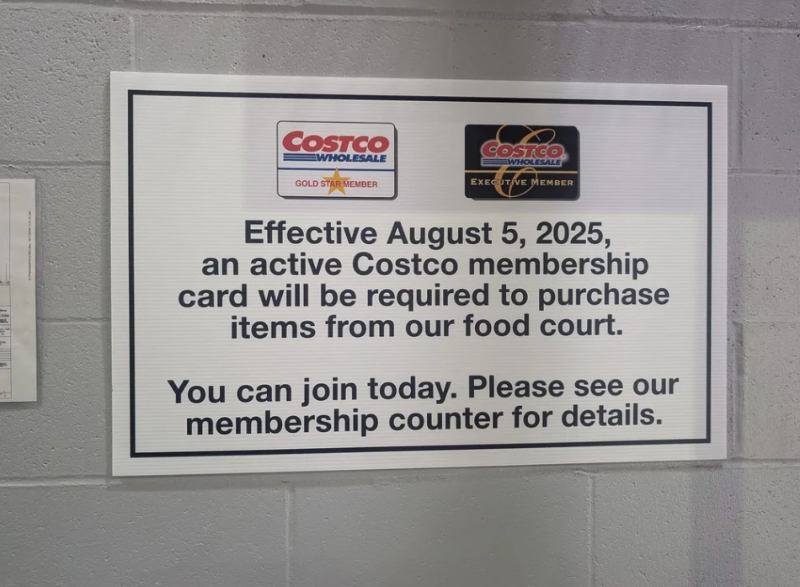 COSTCO
WHOLESALE
GOLD STAR MEMBER
COSTCO
WHOLESALE
EXECUTIVE MEMBER
Effective August 5, 2025,
an active Costco membership
card will be required to purchase
items from our food court.
You can join today. Please see our
membership counter for details.